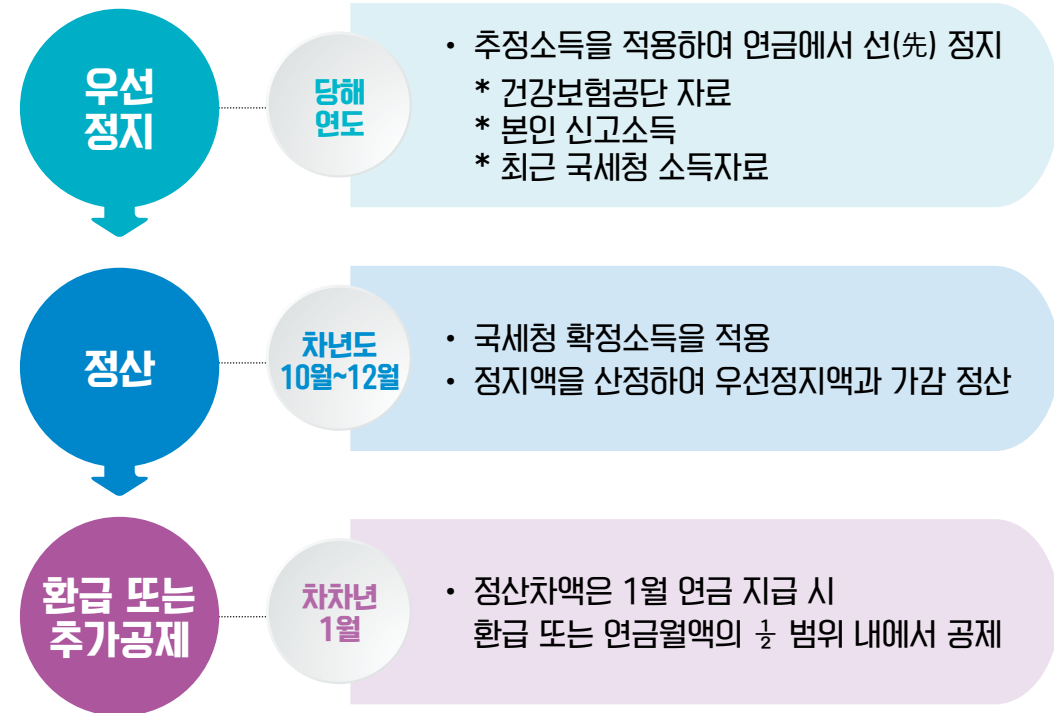 우선
정지
당해
연도
• 추정소득을 적용하여 연금에서 선(先) 정지
* 건강보험공단 자료
* 본인 신고소득
* 최근 국세청 소득자료
정산
차년도
10월~12월
• 국세청 확정소득을 적용
• 정지액을 산정하여 우선정지액과 가감 정산
환급 또는
추가공제
차차년
1월
• 정산차액은 1월 연금 지급 시
환급 또는 연금월액의 ½ 범위 내에서 공제